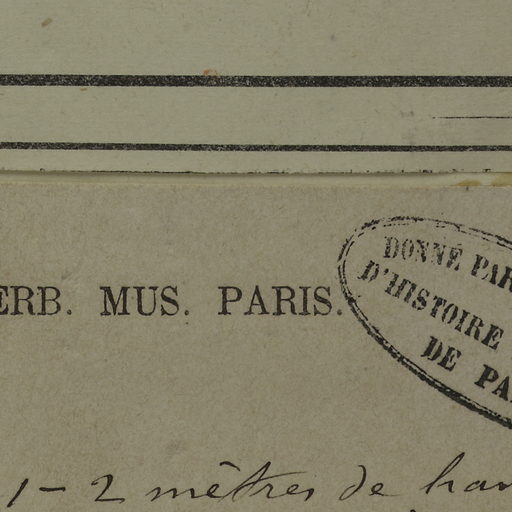 ERB. MUS. PARIS.
DONNÉ PAR
D'HISTOIRE
DE PA
1-2 mètres de hau